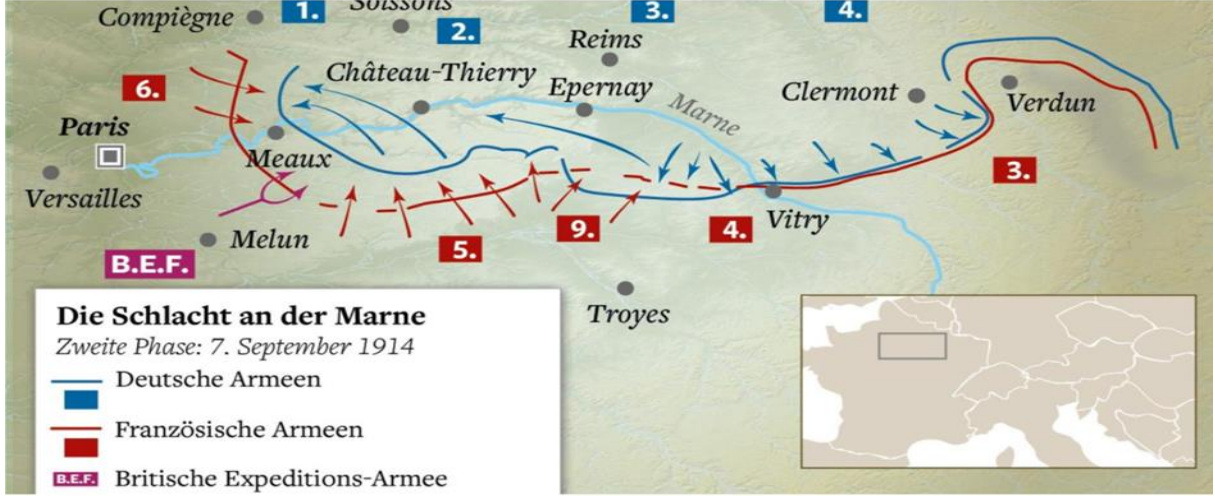 Soissons
Compiègne
1.
2.
3.
4.
Reims
6.
Château-Thierry
Epernay
Marne
Clermont
Verdun
Paris
Meaux
Versailles
3.
Vitry
Melun
5.
9.
4.
B.E.F.
Troyes
Die Schlacht an der Marne
Zweite Phase: 7. September 1914
Deutsche Armeen
Französische Armeen
B.E.F. Britische Expeditions-Armee